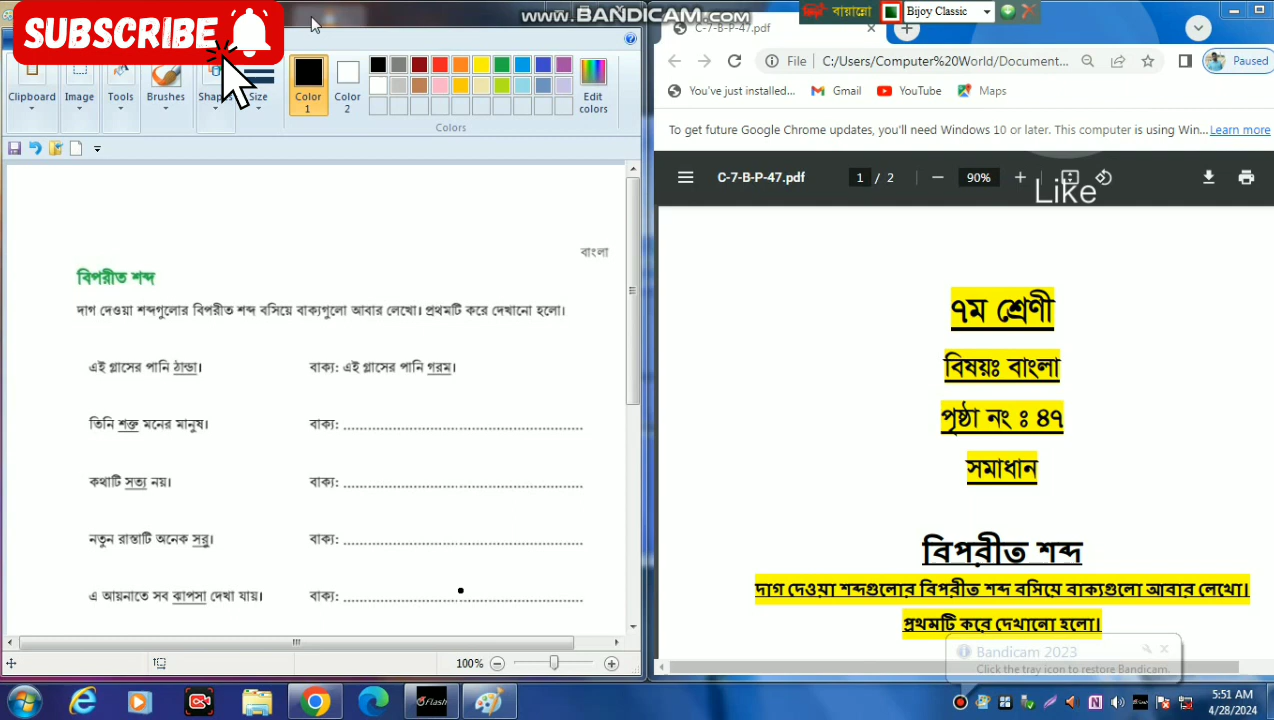 SUBSCRIBE
www.BANDICAM.com
বায়ান্নো
Bijoy Classic
C-7-B-P-47.pdf
File
C:/Users/Computer%20World/Document...
Paused
You've just installed...
Gmail
YouTube
Maps
To get future Google Chrome updates, you'll need Windows 10 or later. This computer is using Win...
Learn more
Clipboard
Image
Tools
Brushes
Shapes
Size
Color 1
Color 2
Edit colors
Colors
C-7-B-P-47.pdf
1 / 2
90%
Like
বাংলা
বিপরীত শব্দ
দাগ দেওয়া শব্দগুলোর বিপরীত শব্দ বসিয়ে বাক্যগুলো আবার লেখো। প্রথমটি করে দেখানো হলো।
এই গ্লাসের পানি ঠান্ডা। বাক্য: এই গ্লাসের পানি গরম।
তিনি শক্ত মনের মানুষ। বাক্য: ............................................................
কথাটি সত্য নয়। বাক্য: ............................................................
নতুন রাস্তাটি অনেক সরু। বাক্য: ............................................................
এ আয়নাতে সব ঝাপসা দেখা যায়। বাক্য: ............................................................
100%
৭ম শ্রেণী
বিষয়ঃ বাংলা
পৃষ্ঠা নং ঃ ৪৭
সমাধান
বিপরীত শব্দ
দাগ দেওয়া শব্দগুলোর বিপরীত শব্দ বসিয়ে বাক্যগুলো আবার লেখো।
প্রথমটি করে দেখানো হলো।
Bandicam 2023
Click the tray icon to restore Bandicam.
flash
5:51 AM
4/28/2024